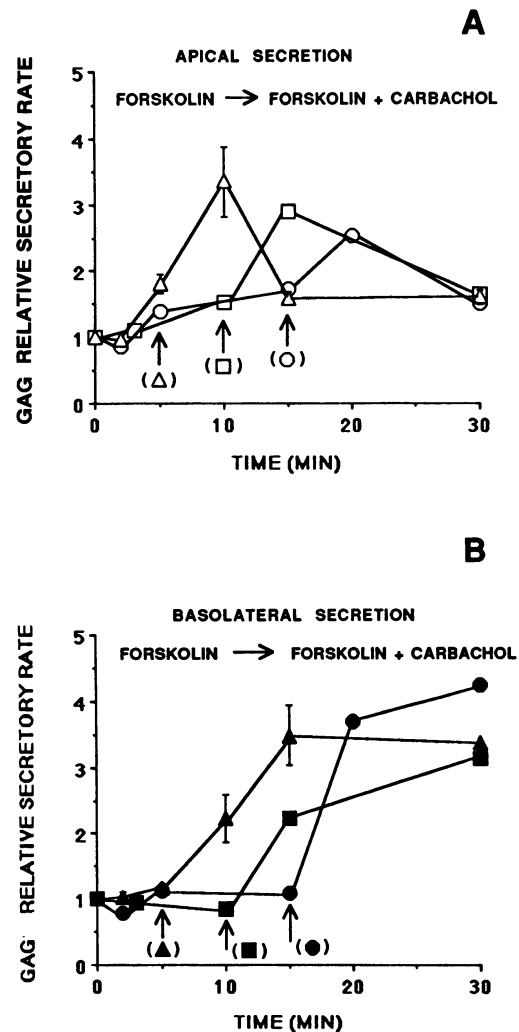 A
APICAL SECRETION
FORSKOLIN → FORSKOLIN + CARBACHOL
GAG RELATIVE SECRETORY RATE
5
4
3
2
1
0
(△) (□) (○)
0 10 20 30
TIME (MIN)
B
BASOLATERAL SECRETION
FORSKOLIN → FORSKOLIN + CARBACHOL
GAG RELATIVE SECRETORY RATE
5
4
3
2
1
0
(▲) (■) (●)
0 10 20 30
TIME (MIN)